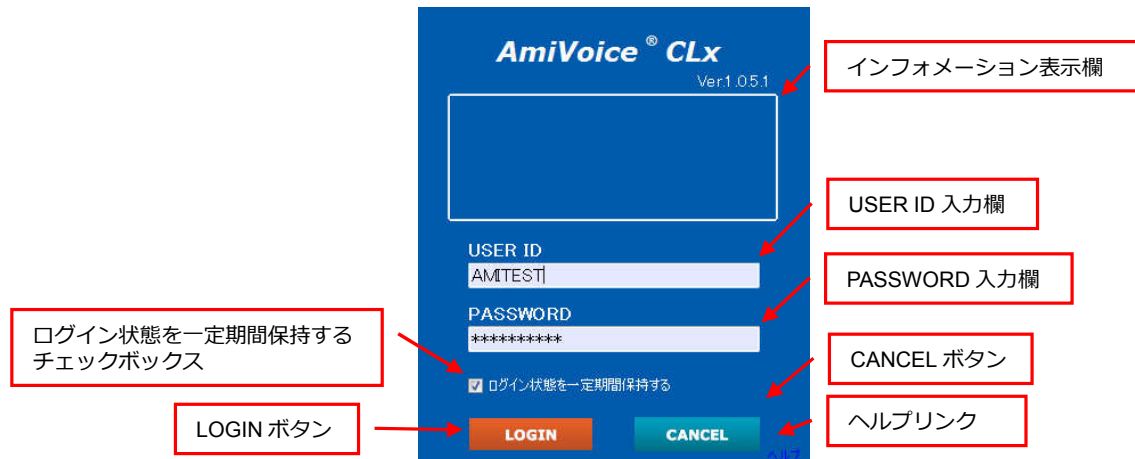 AmiVoice® CLx
Ver.1.0.5.1
インフォメーション表示欄
USER ID 入力欄
USER ID
AMITEST
PASSWORD 入力欄
PASSWORD
**********
ログイン状態を一定期間保持する
チェックボックス
CANCEL ボタン
ログイン状態を一定期間保持する
LOGIN ボタン
LOGIN
CANCEL
ヘルプリンク
ヘルプ